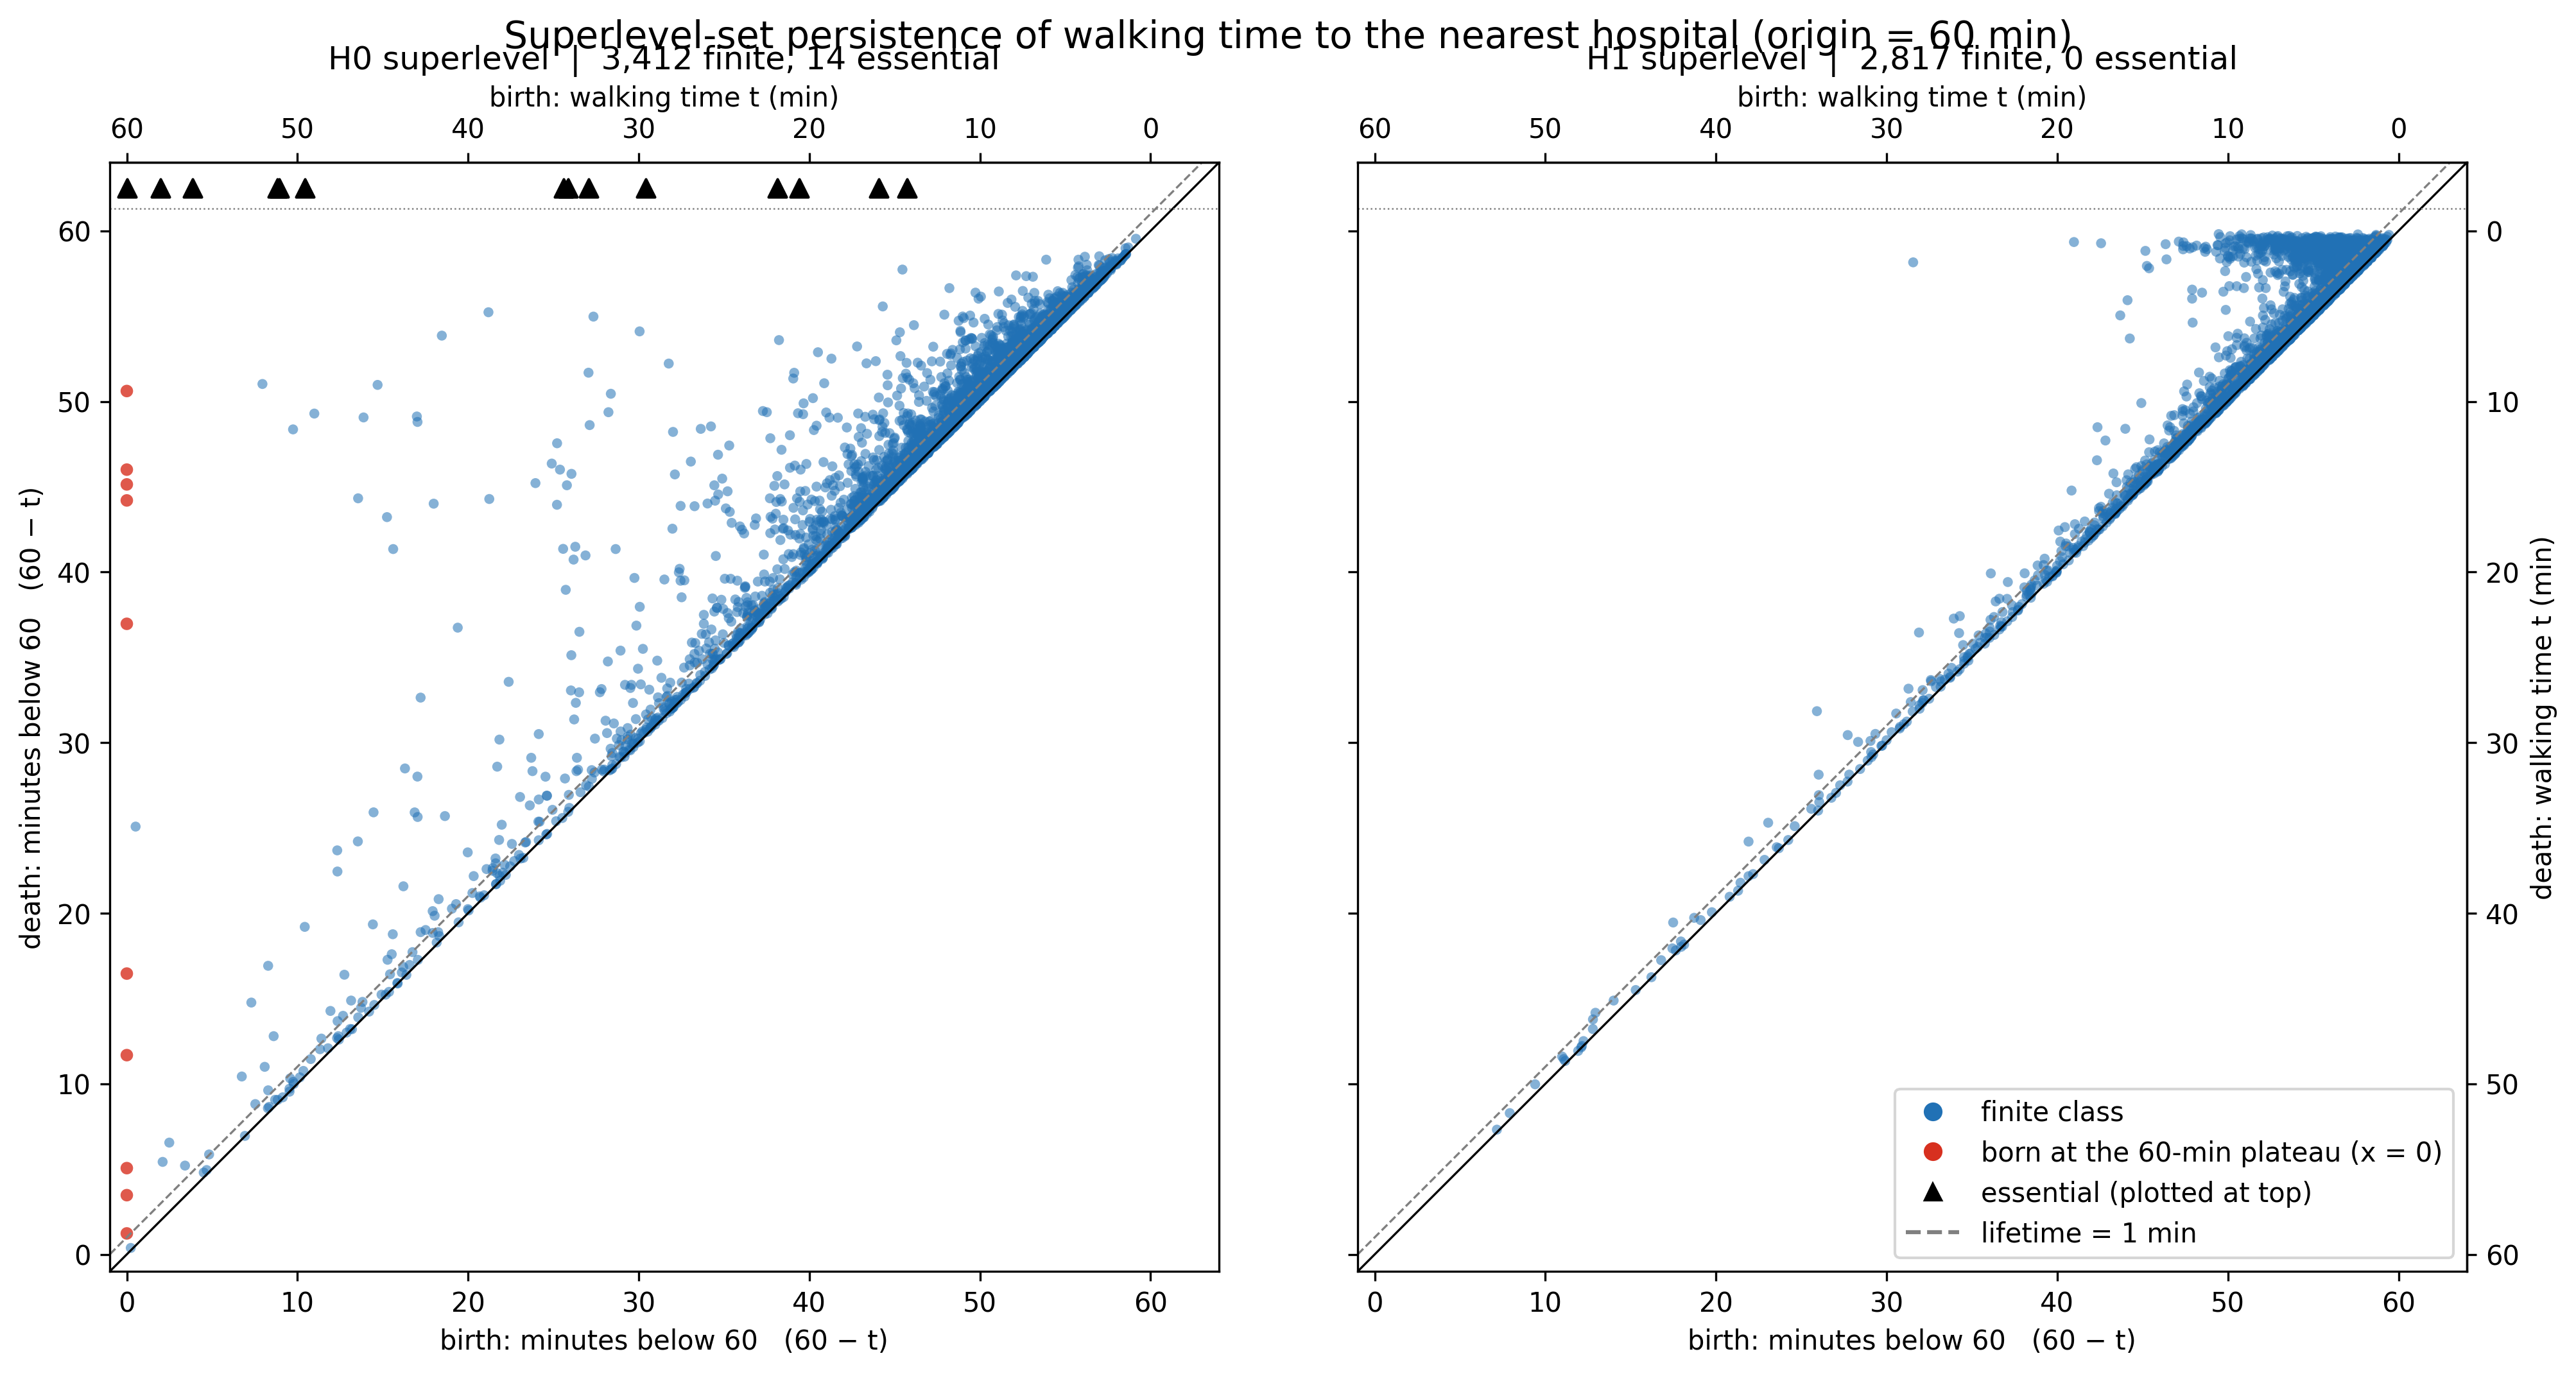 Superlevel-set persistence of walking time to the nearest hospital (origin = 60 min)
H0 superlevel | 3,412 finite, 14 essential
birth: walking time t (min)
60 50 40 30 20 10 0
death: minutes below 60 (60 − t)
60
50
40
30
20
10
0
0 10 20 30 40 50 60
birth: minutes below 60 (60 − t)
H1 superlevel | 2,817 finite, 0 essential
birth: walking time t (min)
60 50 40 30 20 10 0
0
10
20
30
40
50
60
death: walking time t (min)
finite class
born at the 60-min plateau (x = 0)
essential (plotted at top)
lifetime = 1 min
0 10 20 30 40 50 60
birth: minutes below 60 (60 − t)